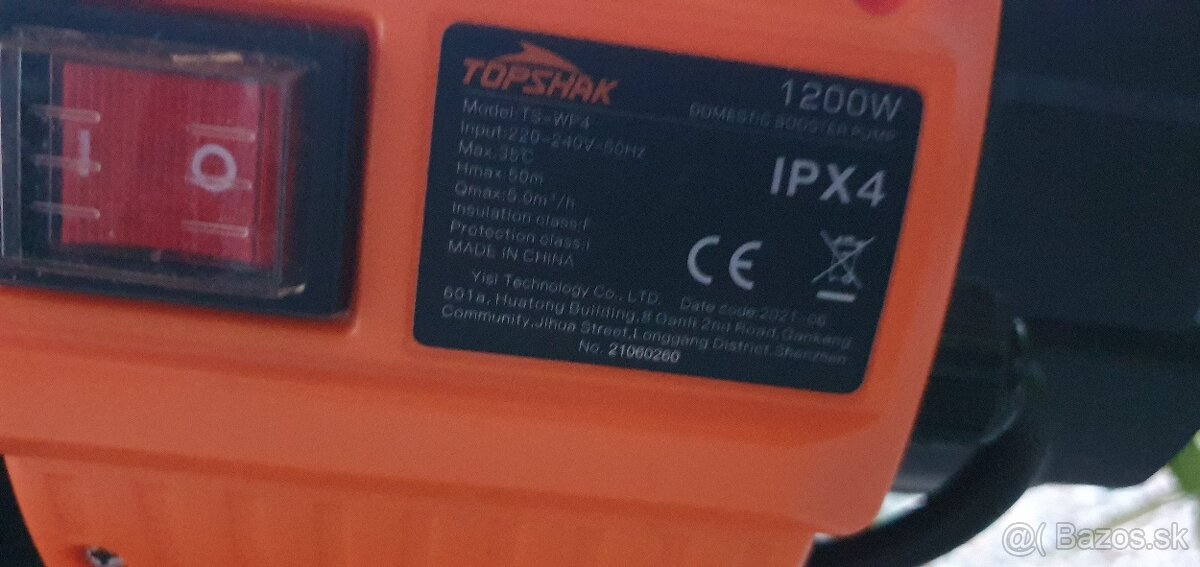 TOPSHAK
1200W
Model: TS-WP4
DOMESTIC BOOSTER PUMP
Input:220-240V~50Hz
Max.35℃
IPX4
Hmax.50m
Qmax:5.0m³/h
Insulation class:F
Protection class:I
MADE IN CHINA
CE
Yisi Technology Co., LTD. Date code:2021.06
601a, Huatong Building,8 Danli 2nd Road,Gankeng
Community,Jihua Street,Longgang District,Shenzhen
No. 21060260
I O
@( Bazos.sk